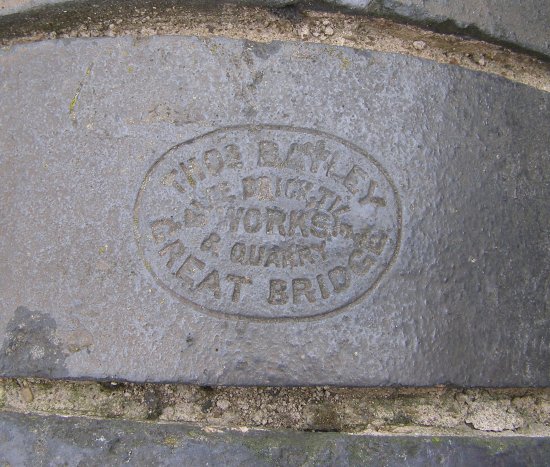 THOS BAYLEY
BLUE BRICK TILE
WORKS
& QUARRY
GREAT BRIDGE